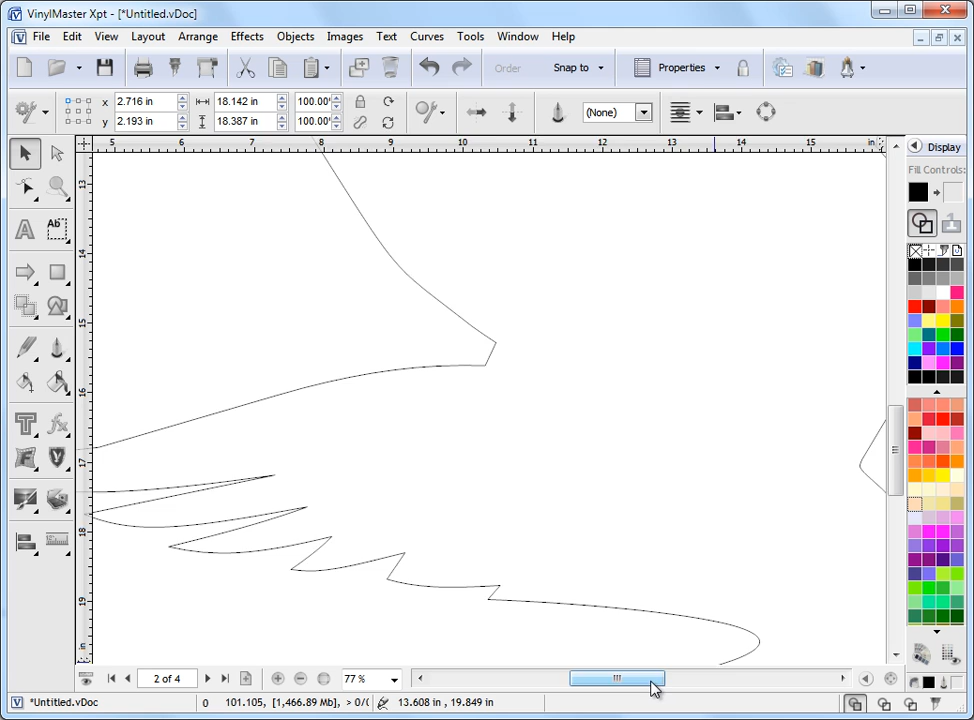 VinylMaster Xpt - [*Untitled.vDoc]
File Edit View Layout Arrange Effects Objects Images Text Curves Tools Window Help
Order Snap to Properties
x 2.716 in 18.142 in 100.00' (None)
y 2.193 in 18.387 in 100.00'
5 6 7 8 9 10 11 12 13 14 15 in
Display
Fill Controls:
13
14
15
16
17
18
19
in
A Ab
T fx
2 of 4 77 %
*Untitled.vDoc 0 101.105, [1,466.89 Mb], > 0/( 13.608 in , 19.849 in